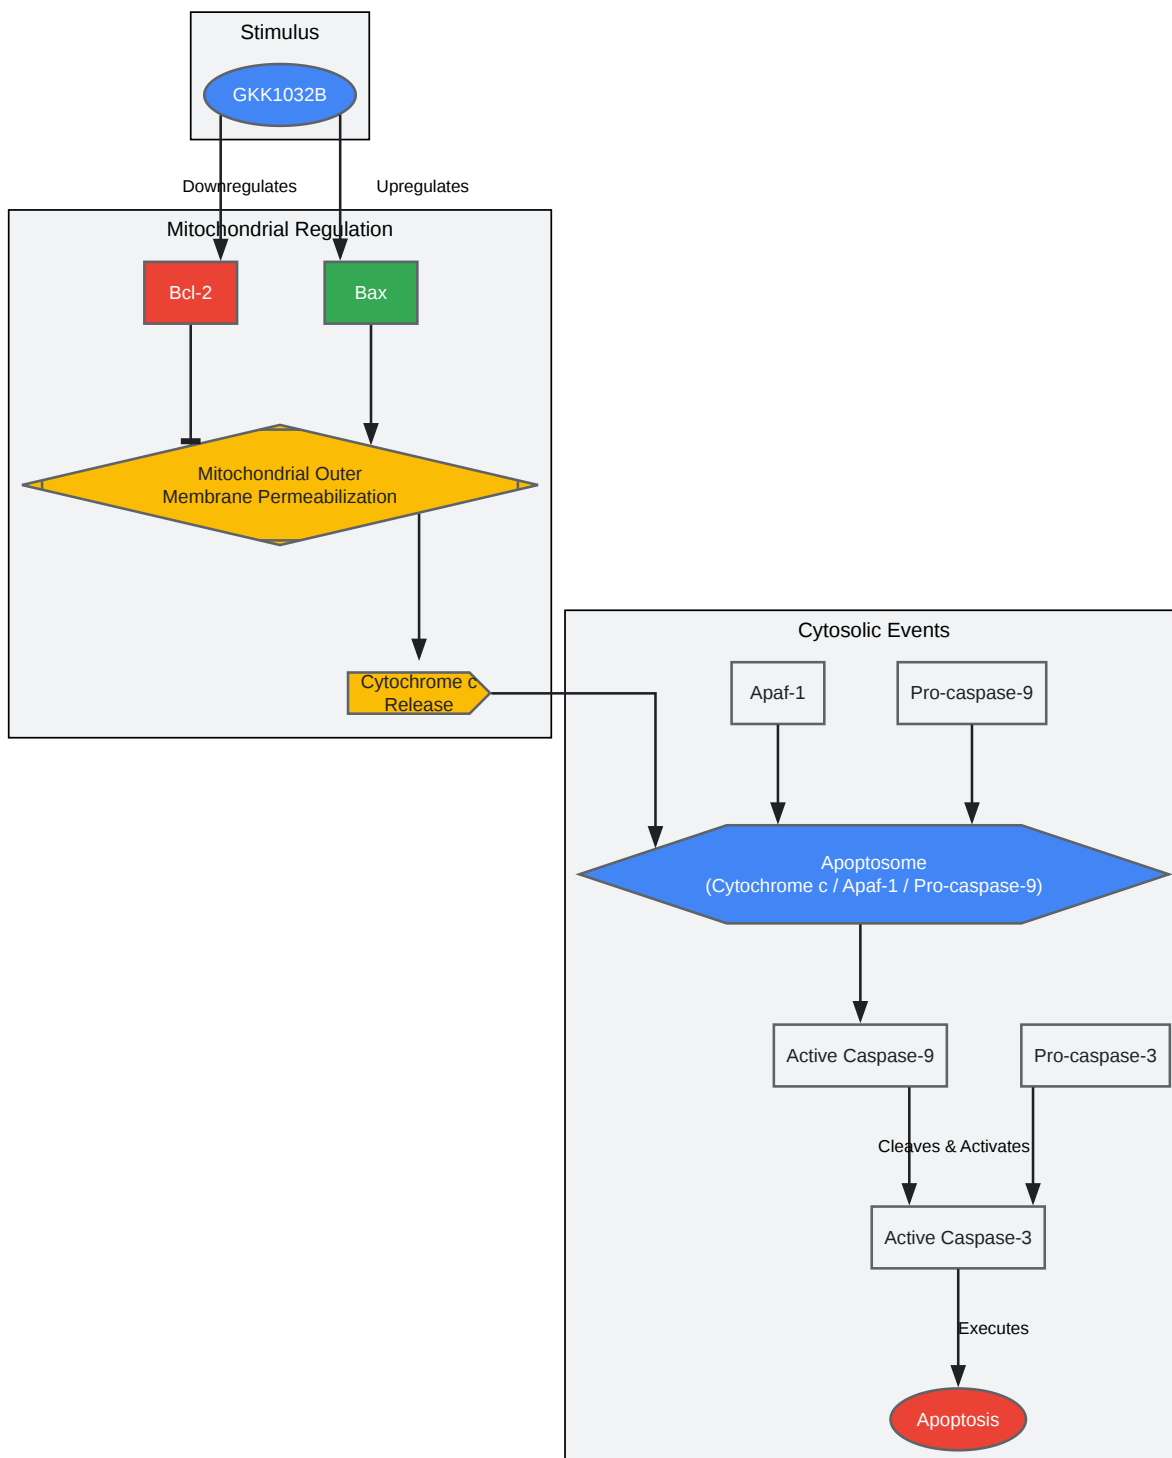 Stimulus
GKK1032B
Downregulates
Upregulates
Mitochondrial Regulation
Bcl-2
Bax
Mitochondrial Outer
Membrane Permeabilization
Cytochrome c
Release
Cytosolic Events
Apaf-1
Pro-caspase-9
Apoptosome
(Cytochrome c / Apaf-1 / Pro-caspase-9)
Active Caspase-9
Pro-caspase-3
Cleaves & Activates
Active Caspase-3
Executes
Apoptosis